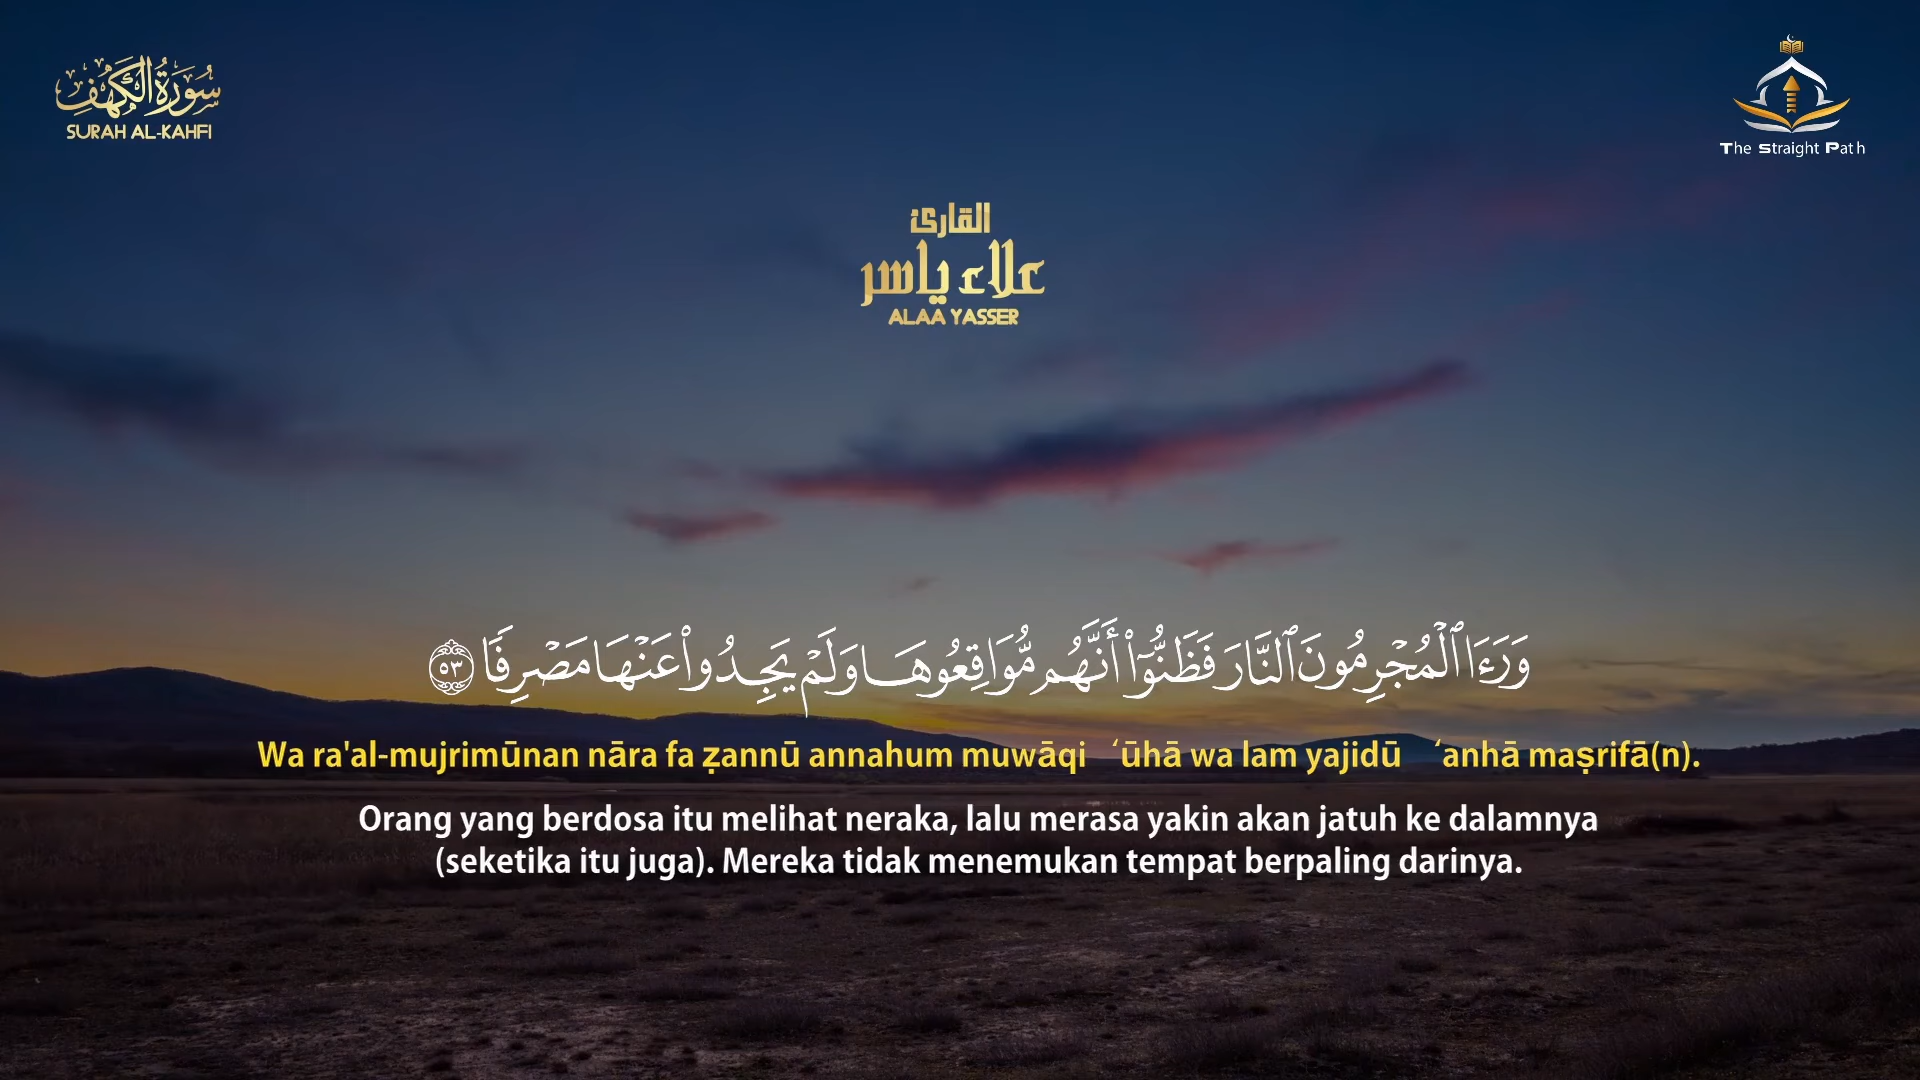 سُورَةُ الْكَهْفِ
SURAH AL-KAHFI
The Straight Path
القارئ
علاء ياسر
ALAA YASSER
وَرَءَا ٱلْمُجْرِمُونَ ٱلنَّارَ فَظَنُّوٓا۟ أَنَّهُم مُّوَاقِعُوهَا وَلَمْ يَجِدُوا۟ عَنْهَا مَصْرِفًا ٥٣
Wa ra'al-mujrimūnan nāra fa ẓannū annahum muwāqi ‘ūhā wa lam yajidū ‘anhā maṣrifā(n).
Orang yang berdosa itu melihat neraka, lalu merasa yakin akan jatuh ke dalamnya
(seketika itu juga). Mereka tidak menemukan tempat berpaling darinya.